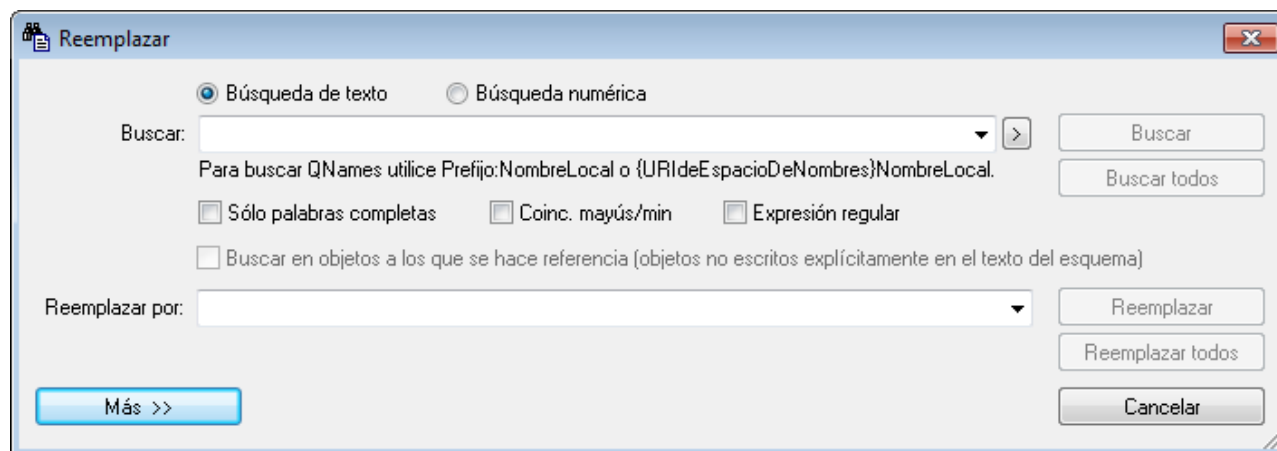 Reemplazar
Búsqueda de texto Búsqueda numérica
Buscar: > Buscar
Para buscar QNames utilice Prefijo:NombreLocal o {URIdeEspacioDeNombres}NombreLocal.
Buscar todos
Sólo palabras completas Coinc. mayús/min Expresión regular
Buscar en objetos a los que se hace referencia (objetos no escritos explícitamente en el texto del esquema)
Reemplazar por: Reemplazar
Reemplazar todos
Más >> Cancelar